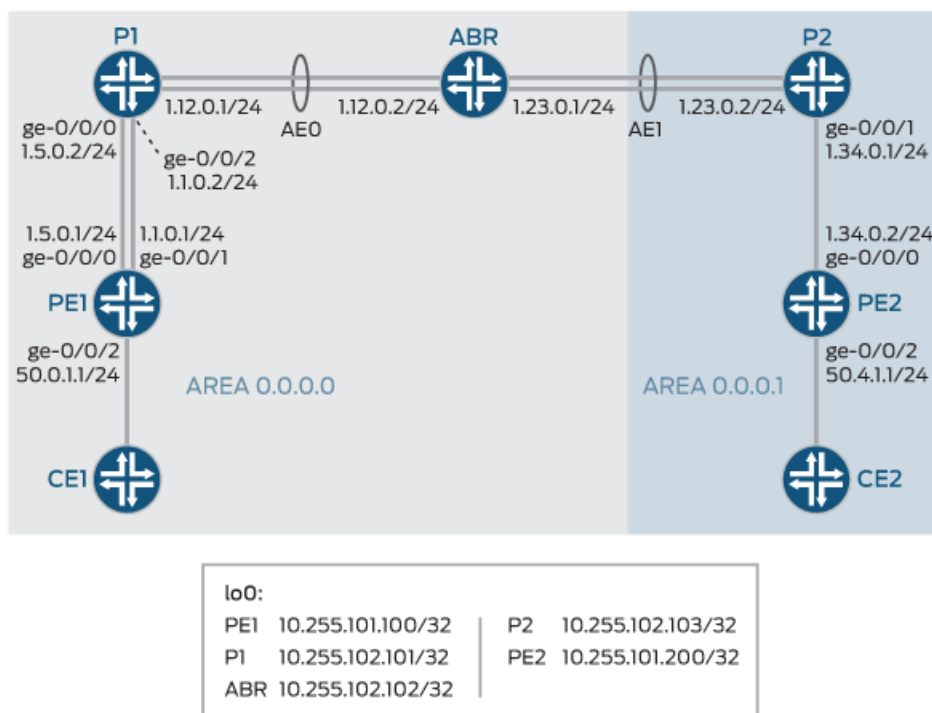 P1
ABR
P2
1.12.0.1/24
AE0
1.12.0.2/24
1.23.0.1/24
AE1
1.23.0.2/24
ge-0/0/0
1.5.0.2/24
ge-0/0/2
1.1.0.2/24
ge-0/0/1
1.34.0.1/24
1.5.0.1/24
ge-0/0/0
1.1.0.1/24
ge-0/0/1
1.34.0.2/24
ge-0/0/0
PE1
PE2
ge-0/0/2
50.0.1.1/24
AREA 0.0.0.0
AREA 0.0.0.1
ge-0/0/2
50.4.1.1/24
CE1
CE2
lo0:
PE1 10.255.101.100/32
P2 10.255.102.103/32
P1 10.255.102.101/32
PE2 10.255.101.200/32
ABR 10.255.102.102/32